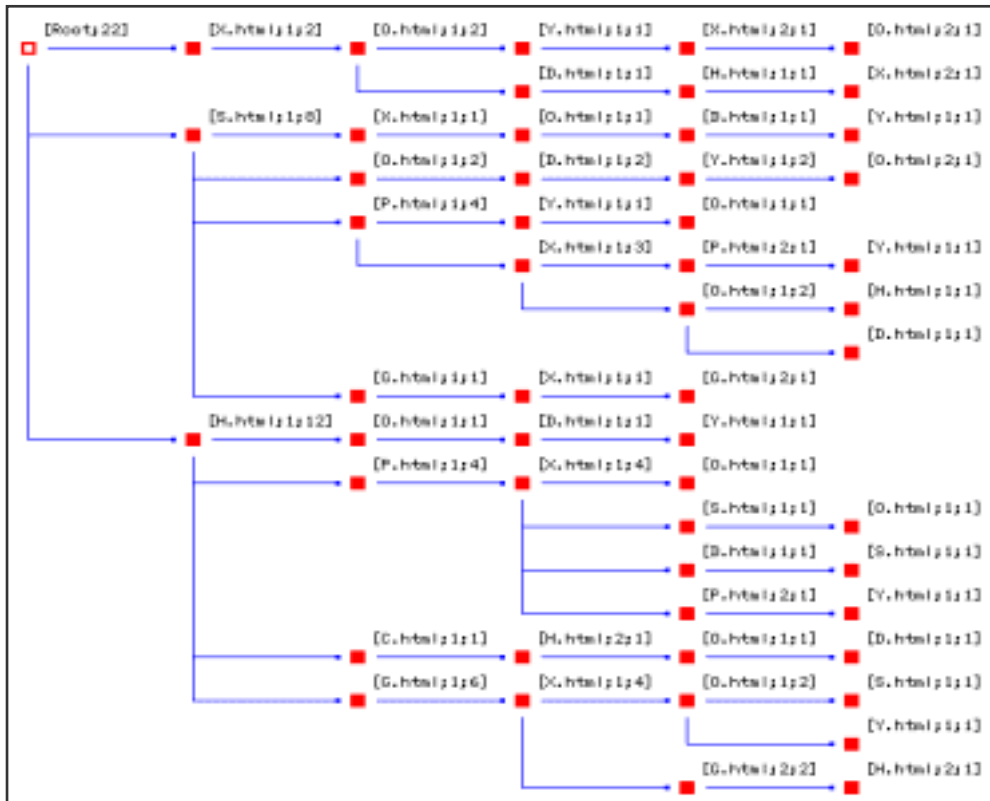 [Root;22] [X.html;1;2] [O.html;1;2] [Y.html;1;1] [X.html;2;1] [O.html;2;1]
[D.html;1;1] [H.html;1;1] [X.html;2;1]
[S.html;1;8] [X.html;1;1] [O.html;1;1] [B.html;1;1] [Y.html;1;1]
[O.html;1;2] [D.html;1;2] [Y.html;1;2] [O.html;2;1]
[P.html;1;4] [Y.html;1;1] [O.html;1;1]
[X.html;1;3] [P.html;2;1] [Y.html;1;1]
[O.html;1;2] [H.html;1;1]
[D.html;1;1]
[G.html;1;1] [X.html;1;1] [G.html;2;1]
[H.html;1;12] [O.html;1;1] [D.html;1;1] [Y.html;1;1]
[P.html;1;4] [X.html;1;4] [O.html;1;1]
[S.html;1;1] [O.html;1;1]
[B.html;1;1] [S.html;1;1]
[P.html;2;1] [Y.html;1;1]
[C.html;1;1] [H.html;2;1] [O.html;1;1] [D.html;1;1]
[G.html;1;6] [X.html;1;4] [O.html;1;2] [S.html;1;1]
[Y.html;1;1]
[G.html;2;2] [H.html;2;1]